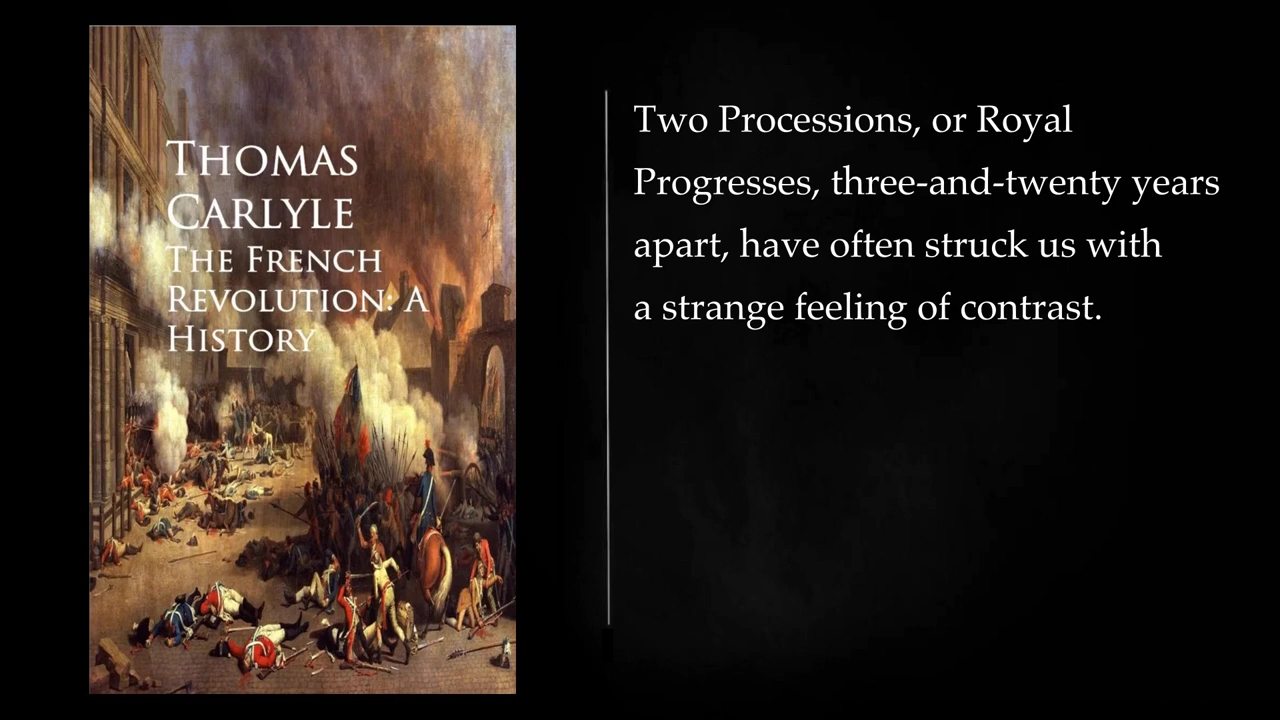 THOMAS
CARLYLE
THE FRENCH
REVOLUTION: A
HISTORY
Two Processions, or Royal
Progresses, three-and-twenty years
apart, have often struck us with
a strange feeling of contrast.